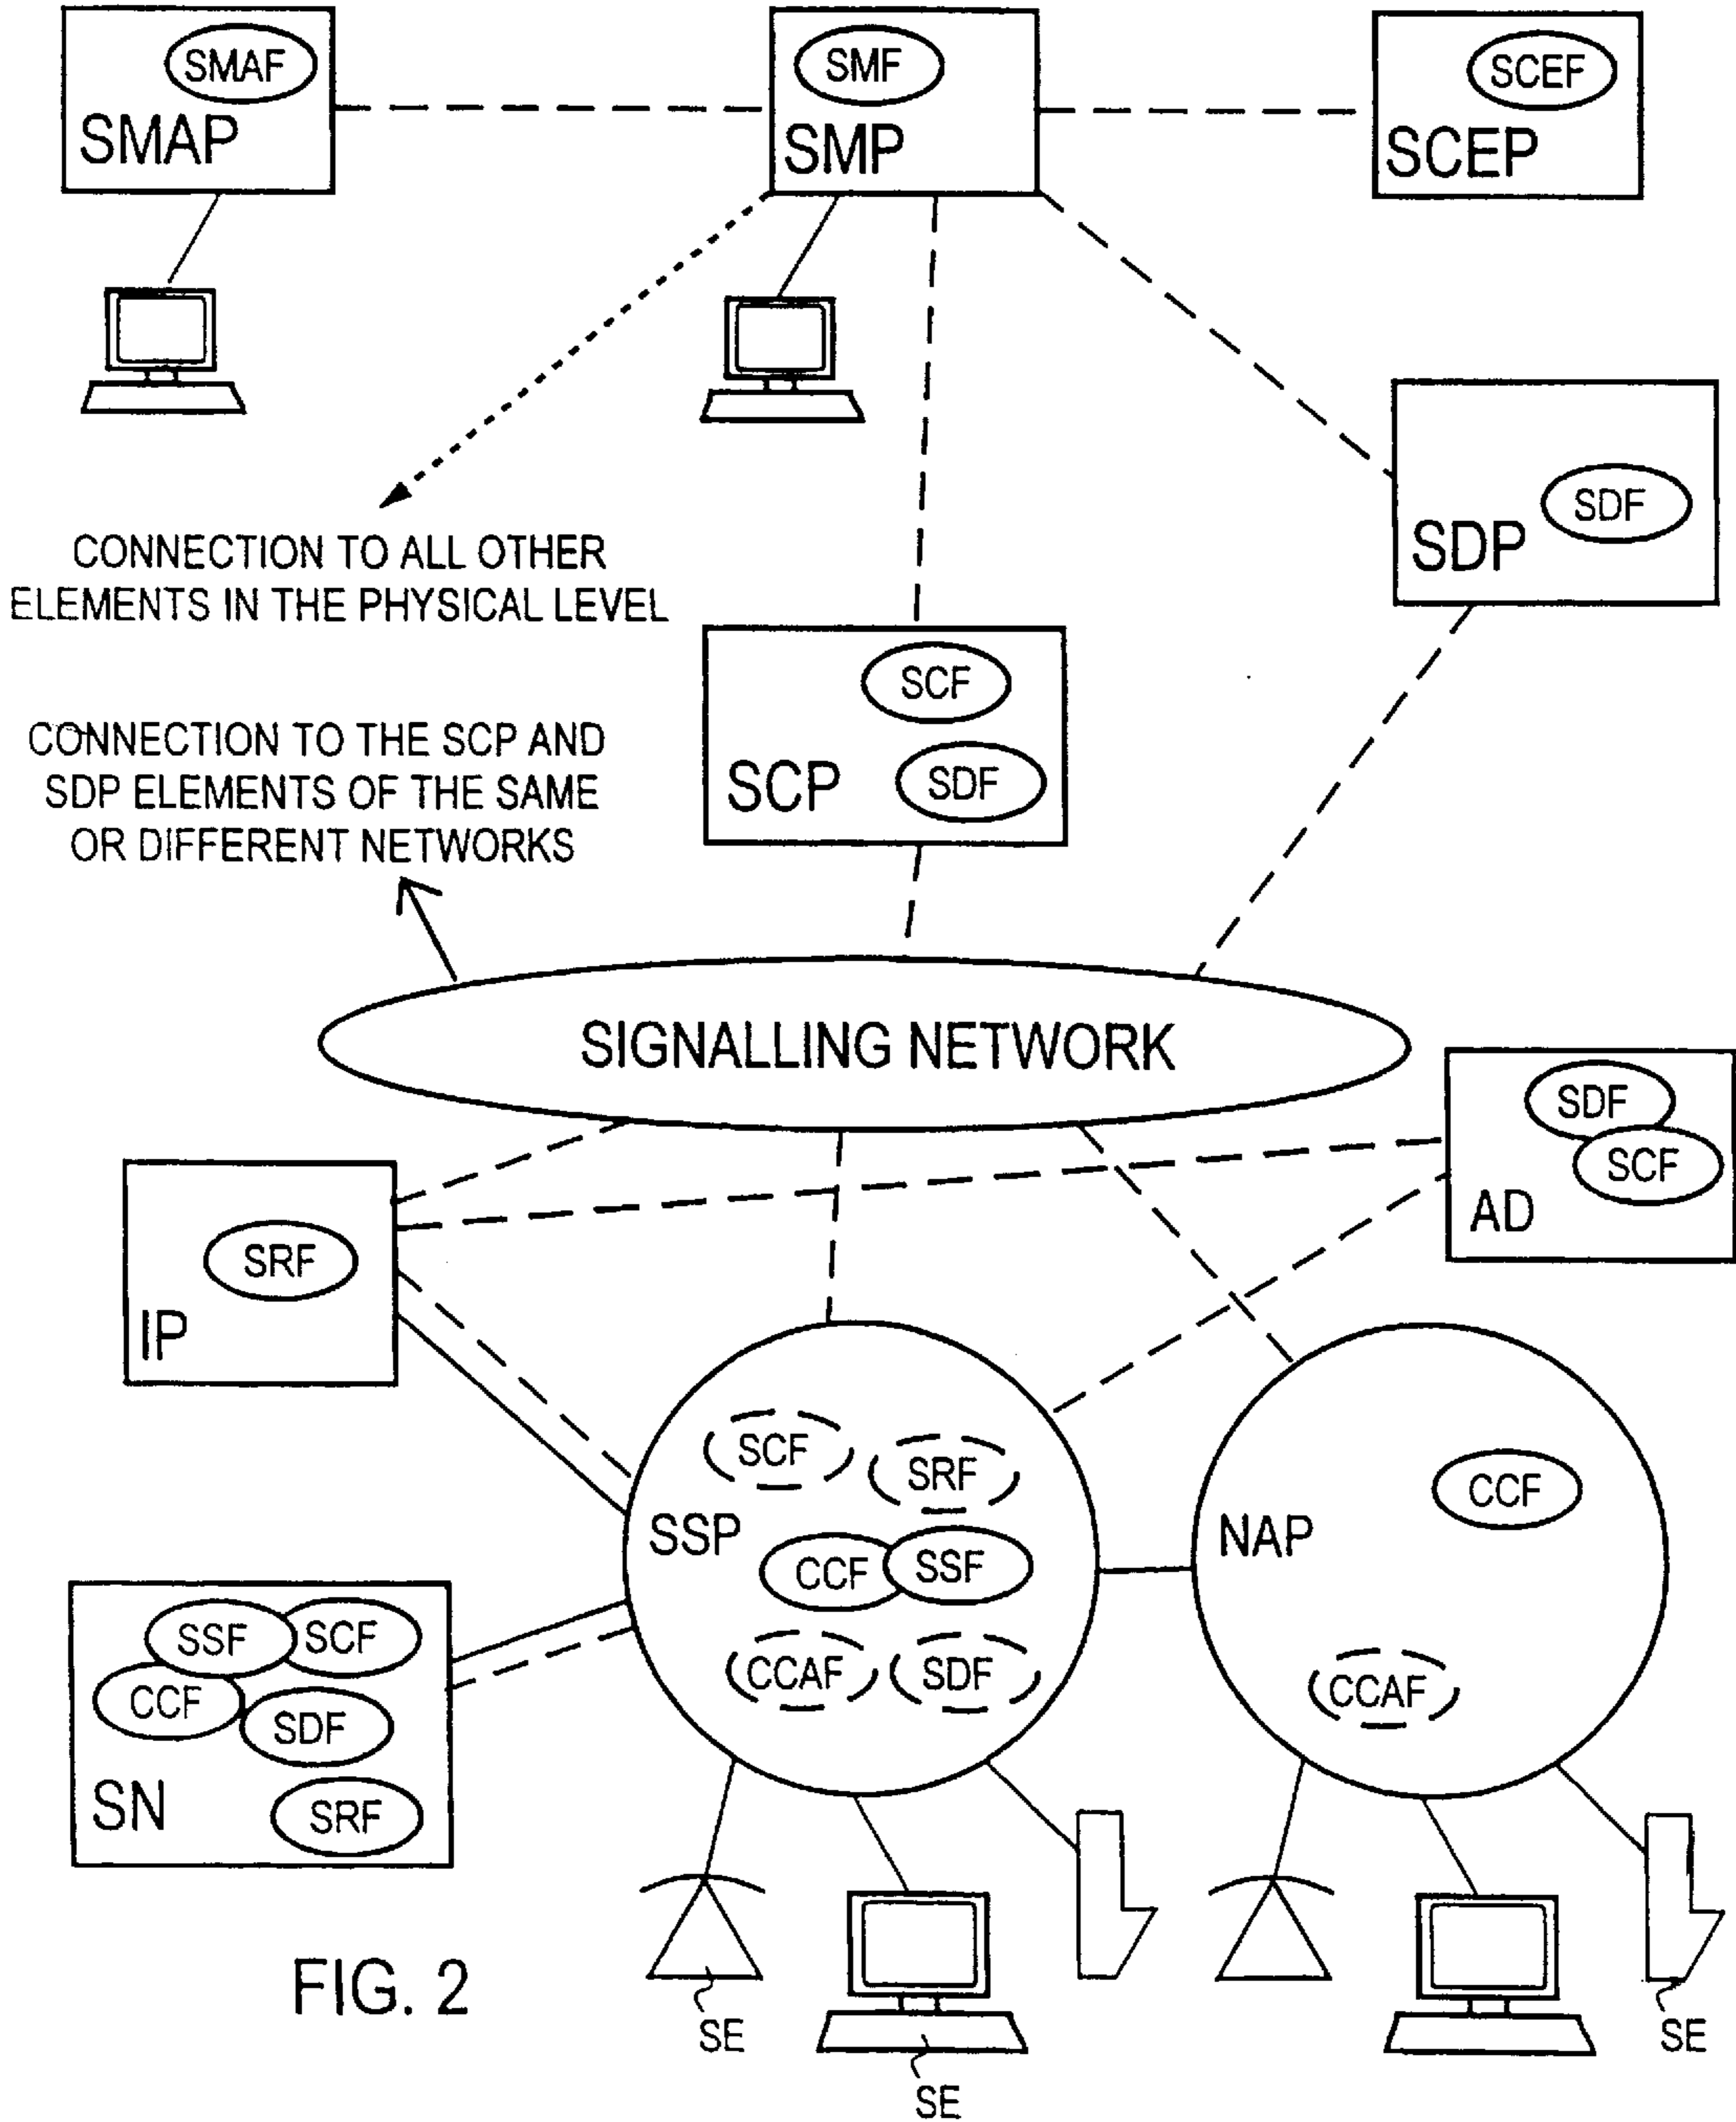 SMAF
SMAP
SMF
SMP
SCEF
SCEP
CONNECTION TO ALL OTHER
ELEMENTS IN THE PHYSICAL LEVEL
SDF
SDP
SCF
SDF
SCP
CONNECTION TO THE SCP AND
SDP ELEMENTS OF THE SAME
OR DIFFERENT NETWORKS
SIGNALLING NETWORK
SDF
SCF
AD
SRF
IP
SCF
SRF
SSP
CCF
SSF
CCAF
SDF
CCF
NAP
CCAF
SSF
SCF
CCF
SDF
SN
SRF
FIG. 2
SE
SE
SE